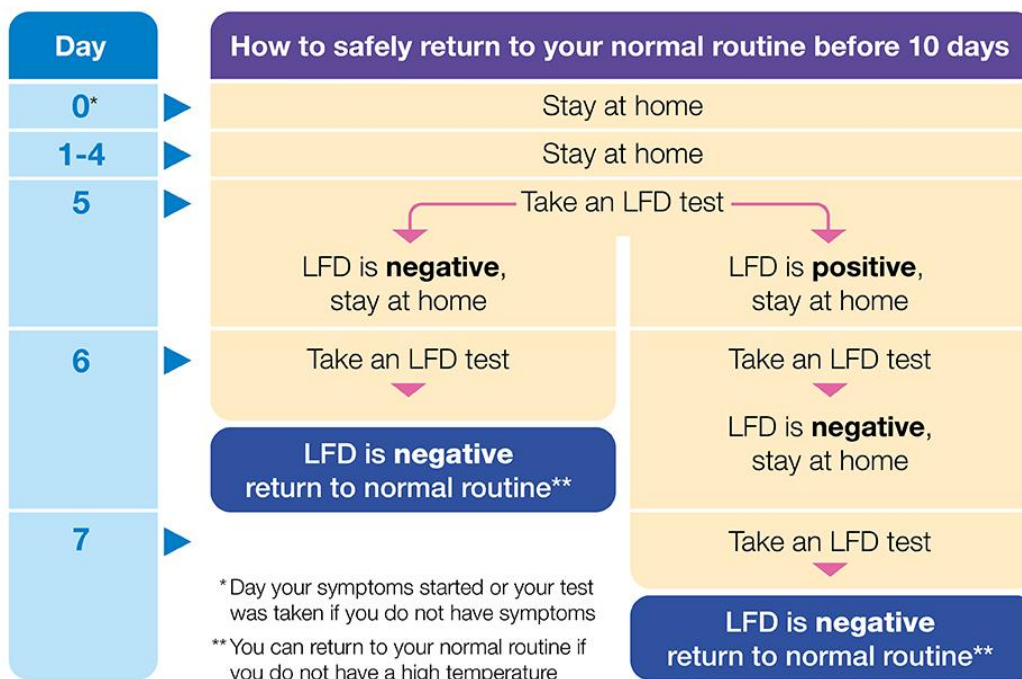 Day
How to safely return to your normal routine before 10 days
0*
Stay at home
1-4
Stay at home
5
Take an LFD test
LFD is negative,
stay at home
LFD is positive,
stay at home
6
Take an LFD test
LFD is negative
return to normal routine**
Take an LFD test
LFD is negative,
stay at home
7
Take an LFD test
LFD is negative
return to normal routine**
* Day your symptoms started or your test
was taken if you do not have symptoms
** You can return to your normal routine if
you do not have a high temperature